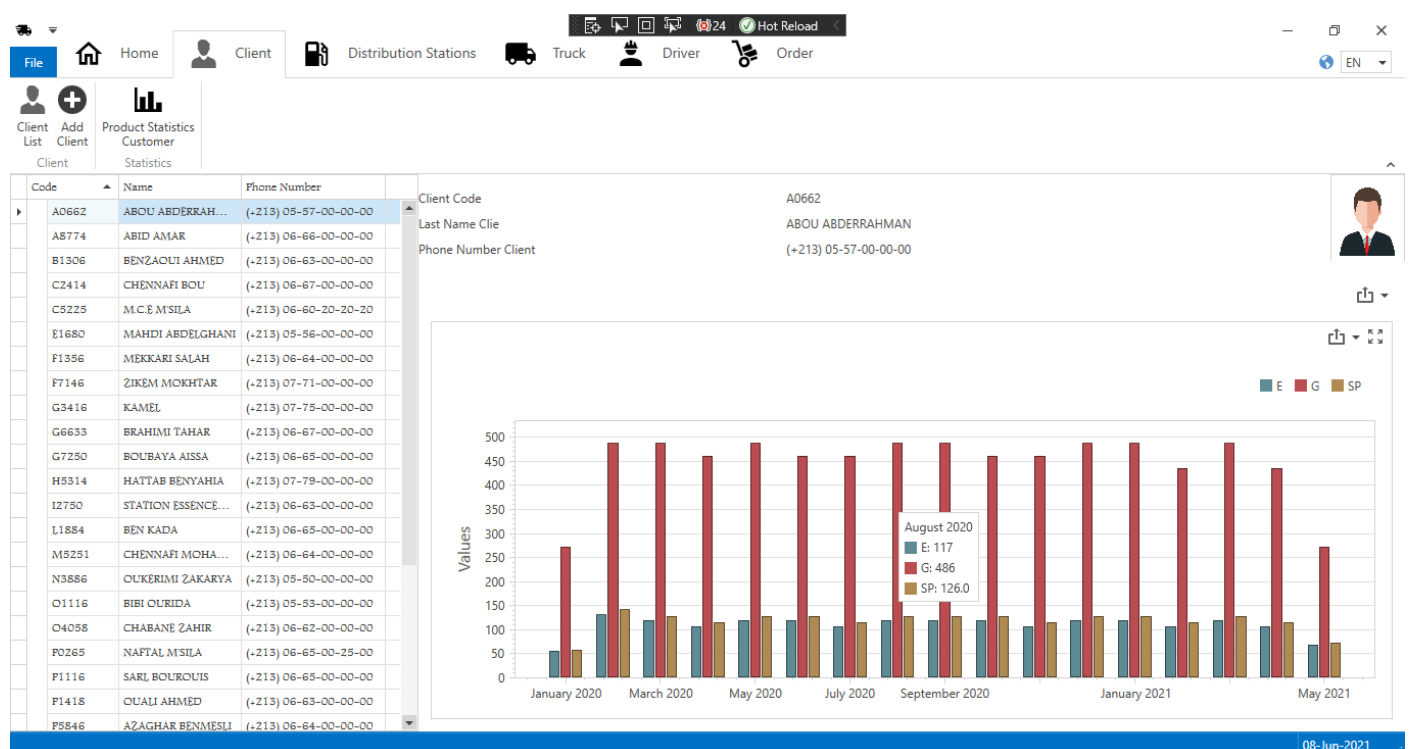 24 Hot Reload
File Home Client Distribution Stations Truck Driver Order EN
Client List
Add Client
Product Statistics Customer
Client Statistics
Code Name Phone Number
A0662 ABOU ABDERRAH... (+213) 05-57-00-00-00
A8774 ABID AMAR (+213) 06-66-00-00-00
B1306 BENZAOUI AHMED (+213) 06-63-00-00-00
C2414 CHENNAFI BOU (+213) 06-67-00-00-00
C5225 M.C.E M'SILA (+213) 06-60-20-20-20
E1680 MAHDI ABDELGHANI (+213) 05-56-00-00-00
F1356 MEKKARI SALAH (+213) 06-64-00-00-00
F7146 ZIKEM MOKHTAR (+213) 07-71-00-00-00
G3416 KAMEL (+213) 07-75-00-00-00
G6633 BRAHIMI TAHAR (+213) 06-67-00-00-00
G7250 BOUBAYA AISSA (+213) 06-65-00-00-00
H5314 HATTAB BENYAHIA (+213) 07-79-00-00-00
I2750 STATION ESSENCE... (+213) 06-63-00-00-00
L1884 BEN KADA (+213) 06-65-00-00-00
M5251 CHENNAFI MOHA... (+213) 06-64-00-00-00
N3886 OUKERIMI ZAKARYA (+213) 05-50-00-00-00
O1116 BIBI OURIDA (+213) 05-53-00-00-00
O4058 CHABANE ZAHIR (+213) 06-62-00-00-00
P0265 NAFTAL M'SILA (+213) 06-65-00-25-00
P1116 SARL BOUROUIS (+213) 06-65-00-00-00
P1418 OUALI AHMED (+213) 06-63-00-00-00
P5846 AZAGHAR BENMESLI (+213) 06-64-00-00-00
Client Code A0662
Last Name Clie ABOU ABDERRAHMAN
Phone Number Client (+213) 05-57-00-00-00
E G SP
Values
500
450
400
350
300
250
200
150
100
50
0
August 2020
E: 117
G: 486
SP: 126.0
January 2020 March 2020 May 2020 July 2020 September 2020 January 2021 May 2021
08-Jun-2021